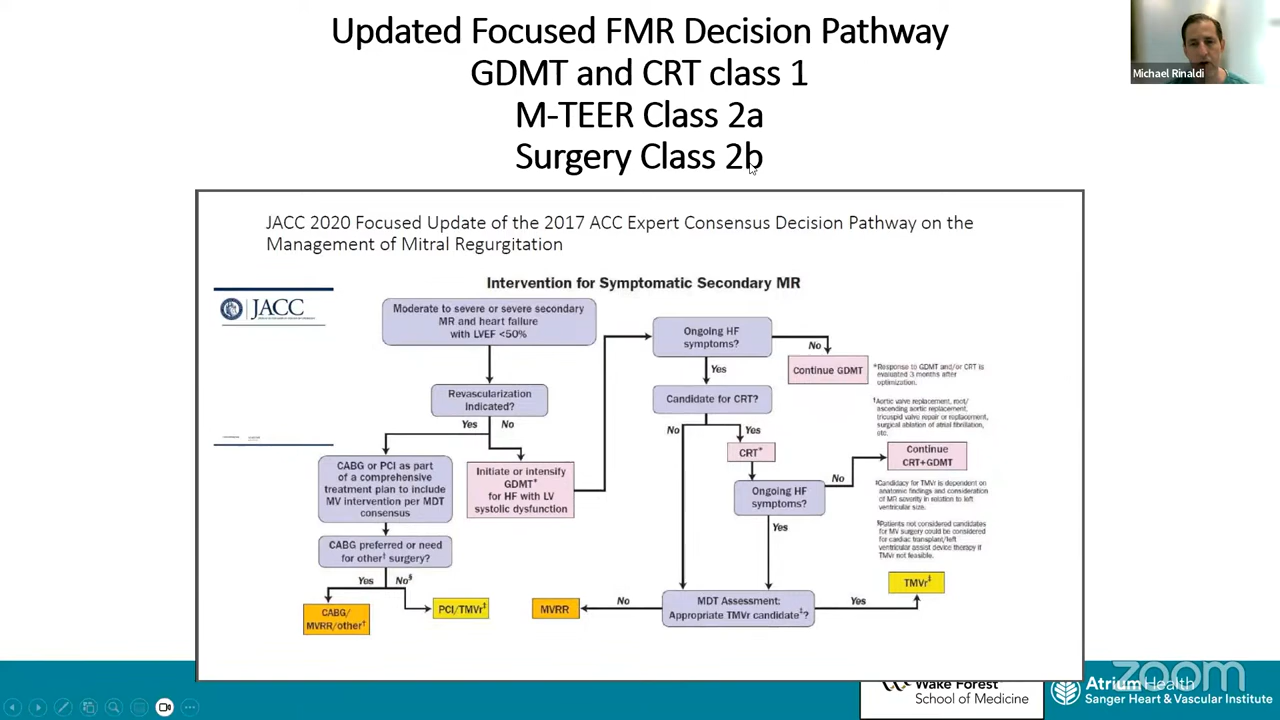 Updated Focused FMR Decision Pathway
GDMT and CRT class 1
M-TEER Class 2a
Surgery Class 2b
Michael Rinaldi
JACC 2020 Focused Update of the 2017 ACC Expert Consensus Decision Pathway on the
Management of Mitral Regurgitation
JACC
Intervention for Symptomatic Secondary MR
Moderate to severe or severe secondary
MR and heart failure
with LVEF <50%
Revascularization
indicated?
Yes
No
CABG or PCI as part
of a comprehensive
treatment plan to include
MV intervention per MDT
consensus
Initiate or intensify
GDMT*
for HF with LV
systolic dysfunction
CABG preferred or need
for other† surgery?
Yes
No§
CABG/
MVRR/other†
PCI/TMVr‡
Ongoing HF
symptoms?
No
Continue GDMT
Yes
Candidate for CRT?
No
Yes
CRT*
Ongoing HF
symptoms?
No
Continue
CRT+GDMT
Yes
MDT Assessment:
Appropriate TMVr candidate‡?
No
MVRR
Yes
TMVr‡
*Response to GDMT and/or CRT is
evaluated 3 months after
optimization.
†Aortic valve replacement, root/
ascending aortic replacement,
tricuspid valve repair or replacement,
surgical ablation of atrial fibrillation,
etc.
‡Candidacy for TMVr is dependent on
anatomic findings and consideration
of MR severity in relation to left
ventricular size.
§Patients not considered candidates
for MV surgery could be considered
for cardiac transplant/left
ventricular assist device therapy if
TMVr not feasible.
Wake Forest
School of Medicine
Atrium Health
Sanger Heart & Vascular Institute
zoom